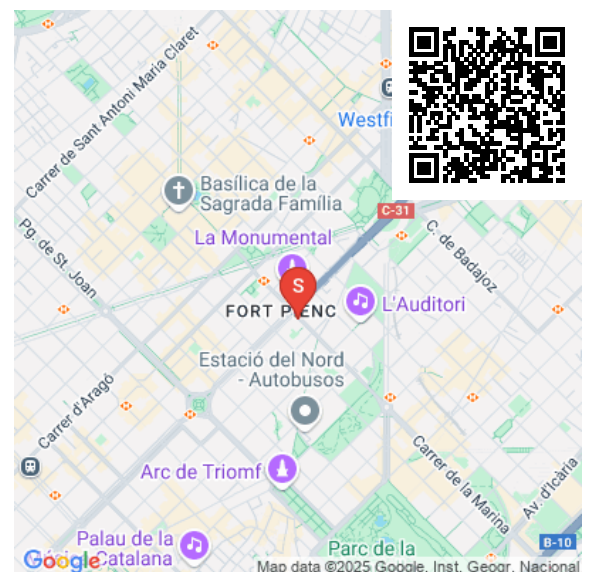 Carrer de Sant Antoni Maria Claret
Westfi
Basílica de la
Sagrada Família
C-31
Pg. de St. Joan
La Monumental
C. de Badajoz
S
FORT PIENC
L'Auditori
Estació del Nord
- Autobusos
Carrer d'Aragó
Arc de Triomf
Carrer de la Marina
Av. d'Icària
Palau de la
Catalana
B-10
Parc de la
Google
Map data ©2025 Google, Inst. Geogr. Nacional